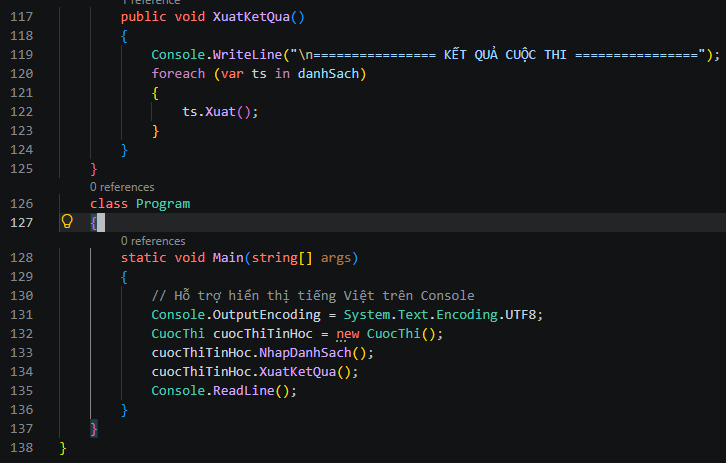 1 reference
117 public void XuatKetQua()
118 {
119 Console.WriteLine("\n================ KẾT QUẢ CUỘC THI ================");
120 foreach (var ts in danhSach)
121 {
122 ts.Xuat();
123 }
124 }
125 }
0 references
126 class Program
127 {
0 references
128 static void Main(string[] args)
129 {
130 // Hỗ trợ hiển thị tiếng Việt trên Console
131 Console.OutputEncoding = System.Text.Encoding.UTF8;
132 CuocThi cuocThiTinHoc = new CuocThi();
133 cuocThiTinHoc.NhapDanhSach();
134 cuocThiTinHoc.XuatKetQua();
135 Console.ReadLine();
136 }
137 }
138 }